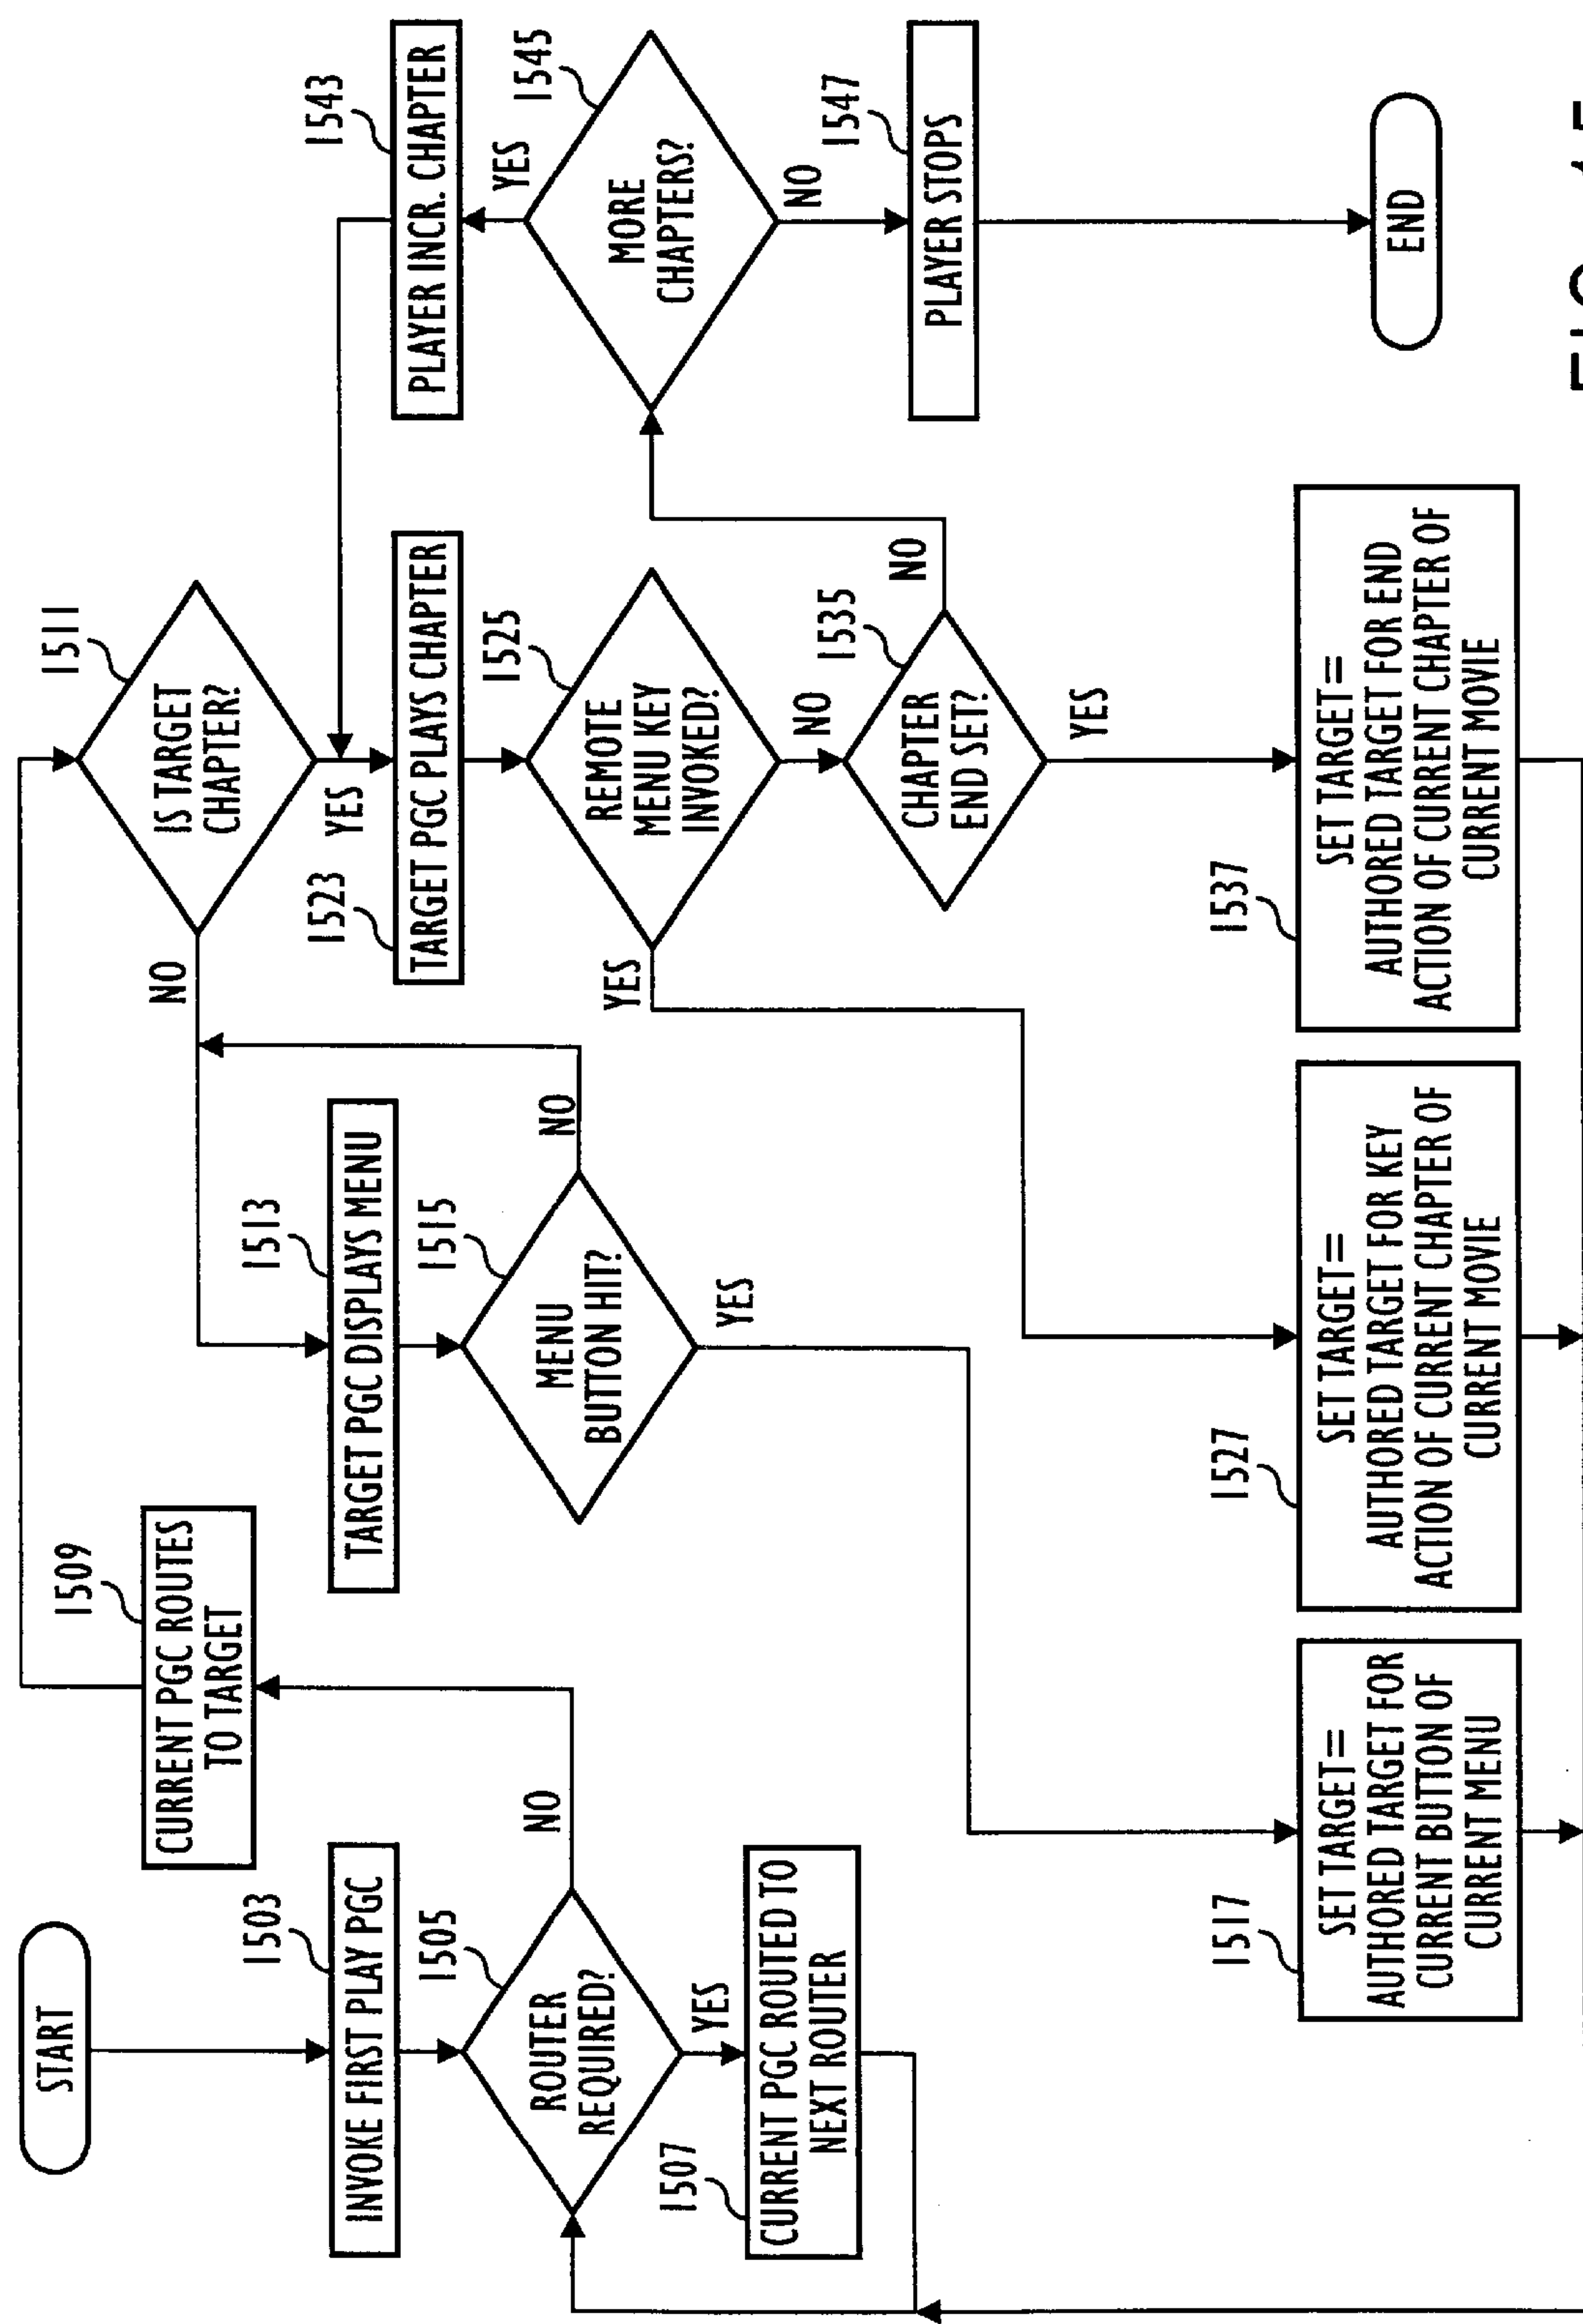 START
1503
INVOKE FIRST PLAY PGC
1505
ROUTER
REQUIRED?
NO
YES
1507
CURRENT PGC ROUTED TO
NEXT ROUTER
1509
CURRENT PGC ROUTES
TO TARGET
1511
IS TARGET
CHAPTER?
NO
YES
1513
TARGET PGC DISPLAYS MENU
1515
MENU
BUTTON HIT?
NO
YES
1517
SET TARGET=
AUTHORED TARGET FOR
CURRENT BUTTON OF
CURRENT MENU
1523
TARGET PGC PLAYS CHAPTER
1525
REMOTE
MENU KEY
INVOKED?
YES
NO
1527
SET TARGET=
AUTHORED TARGET FOR KEY
ACTION OF CURRENT CHAPTER OF
CURRENT MOVIE
1535
CHAPTER
END SET?
NO
YES
1537
SET TARGET=
AUTHORED TARGET FOR END
ACTION OF CURRENT CHAPTER OF
CURRENT MOVIE
1543
PLAYER INCR. CHAPTER
1545
MORE
CHAPTERS?
YES
NO
1547
PLAYER STOPS
END